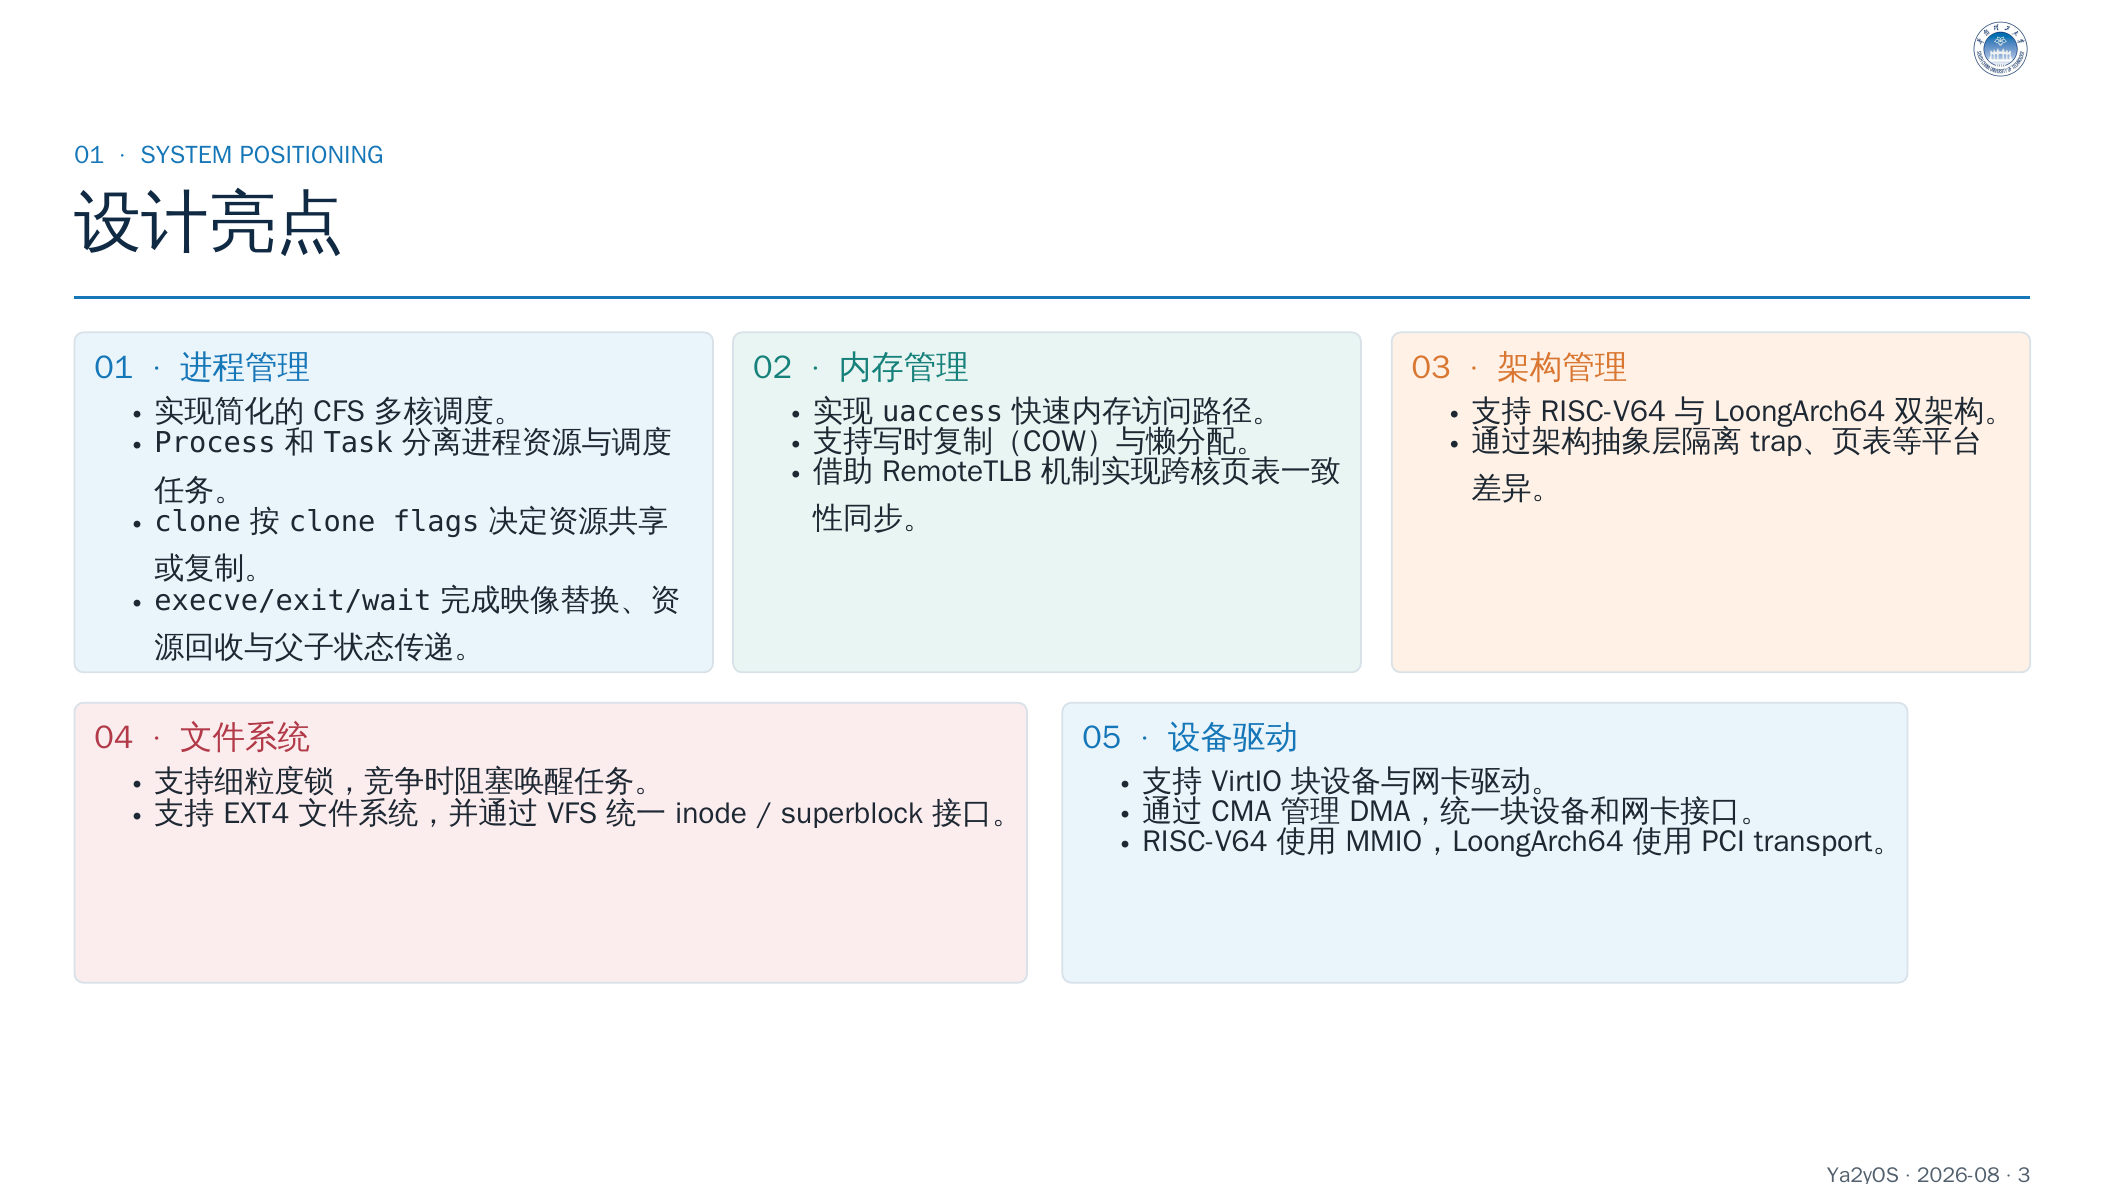 01 · SYSTEM POSITIONING
设计亮点
01 · 进程管理
• 实现简化的 CFS 多核调度。
• Process 和 Task 分离进程资源与调度
任务。
• clone 按 clone flags 决定资源共享
或复制。
• execve/exit/wait 完成映像替换、资
源回收与父子状态传递。
02 · 内存管理
• 实现 uaccess 快速内存访问路径。
• 支持写时复制（COW）与懒分配。
• 借助 RemoteTLB 机制实现跨核页表一致
性同步。
03 · 架构管理
• 支持 RISC-V64 与 LoongArch64 双架构。
• 通过架构抽象层隔离 trap、页表等平台
差异。
04 · 文件系统
• 支持细粒度锁，竞争时阻塞唤醒任务。
• 支持 EXT4 文件系统，并通过 VFS 统一 inode / superblock 接口。
05 · 设备驱动
• 支持 VirtIO 块设备与网卡驱动。
• 通过 CMA 管理 DMA，统一块设备和网卡接口。
• RISC-V64 使用 MMIO，LoongArch64 使用 PCI transport。
Ya2yOS · 2026-08 · 3